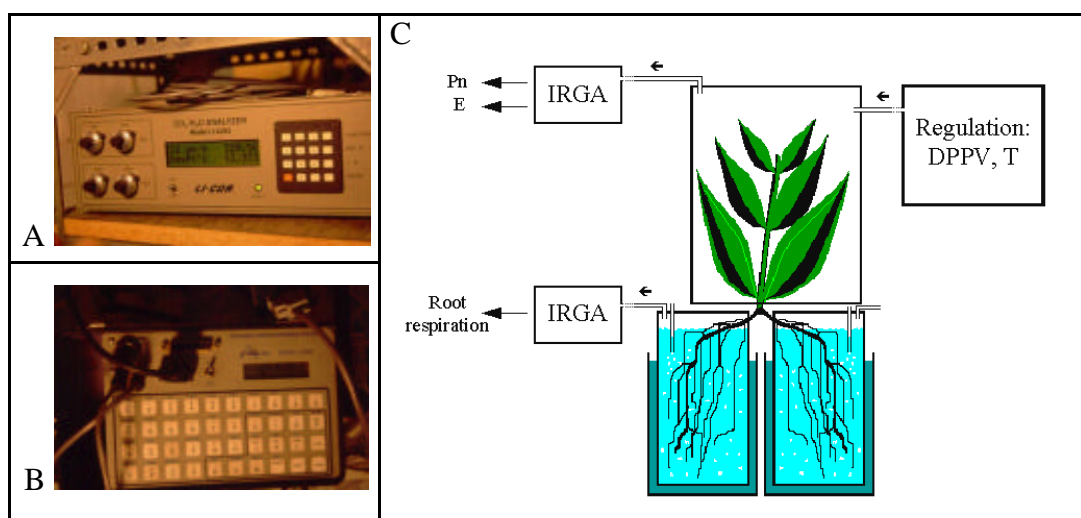 A
LI-COR
B
C
Pn
E
IRGA
Regulation:
DPPV, T
Root
respiration
IRGA